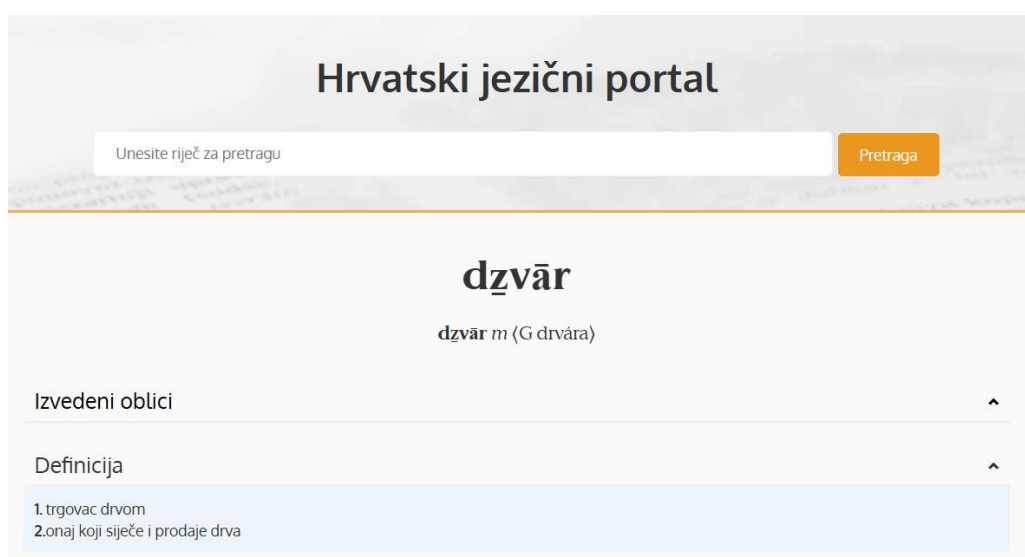 Hrvatski jezični portal
Unesite riječ za pretragu
Pretraga
dẕvār
dẕvār m ⟨G drvára⟩
Izvedeni oblici
Definicija
1. trgovac drvom
2.onaj koji siječe i prodaje drva